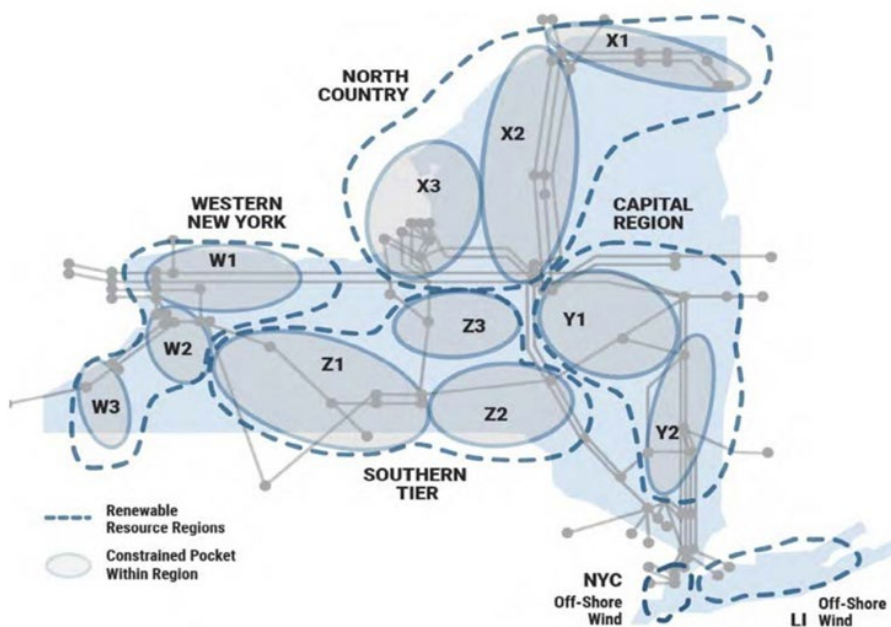 X1
NORTH
COUNTRY
X2
X3
WESTERN
NEW YORK
CAPITAL
REGION
W1
Y1
Z3
W2
Z1
W3
Z2
Y2
SOUTHERN
TIER
Renewable
Resource Regions
Constrained Pocket
Within Region
NYC
Off-Shore
Wind
LI
Off-Shore
Wind